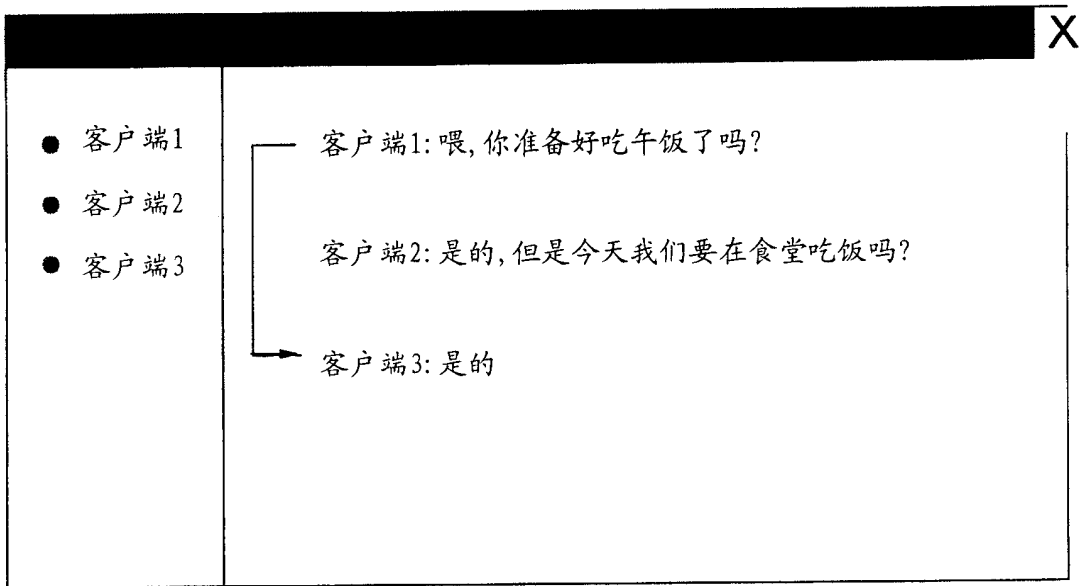 X
客户端1
客户端2
客户端3
客户端1: 喂, 你准备好吃午饭了吗?
客户端2: 是的, 但是今天我们要在食堂吃饭吗?
客户端3: 是的